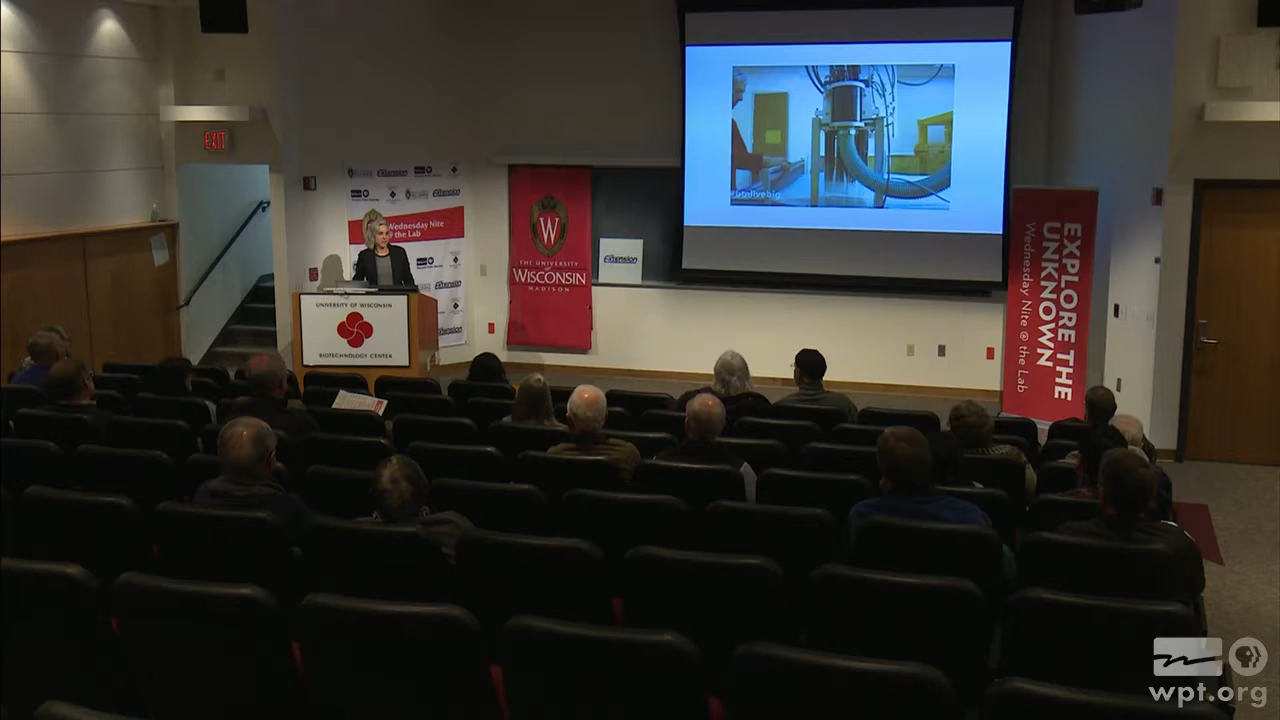 EXIT
Wednesday Nite
@ the Lab
UNIVERSITY OF WISCONSIN
BIOTECHNOLOGY CENTER
W
THE UNIVERSITY
of
WISCONSIN
MADISON
Extension
EXPLORE THE
UNKNOWN
Wednesday Nite @ the Lab
wpt.org